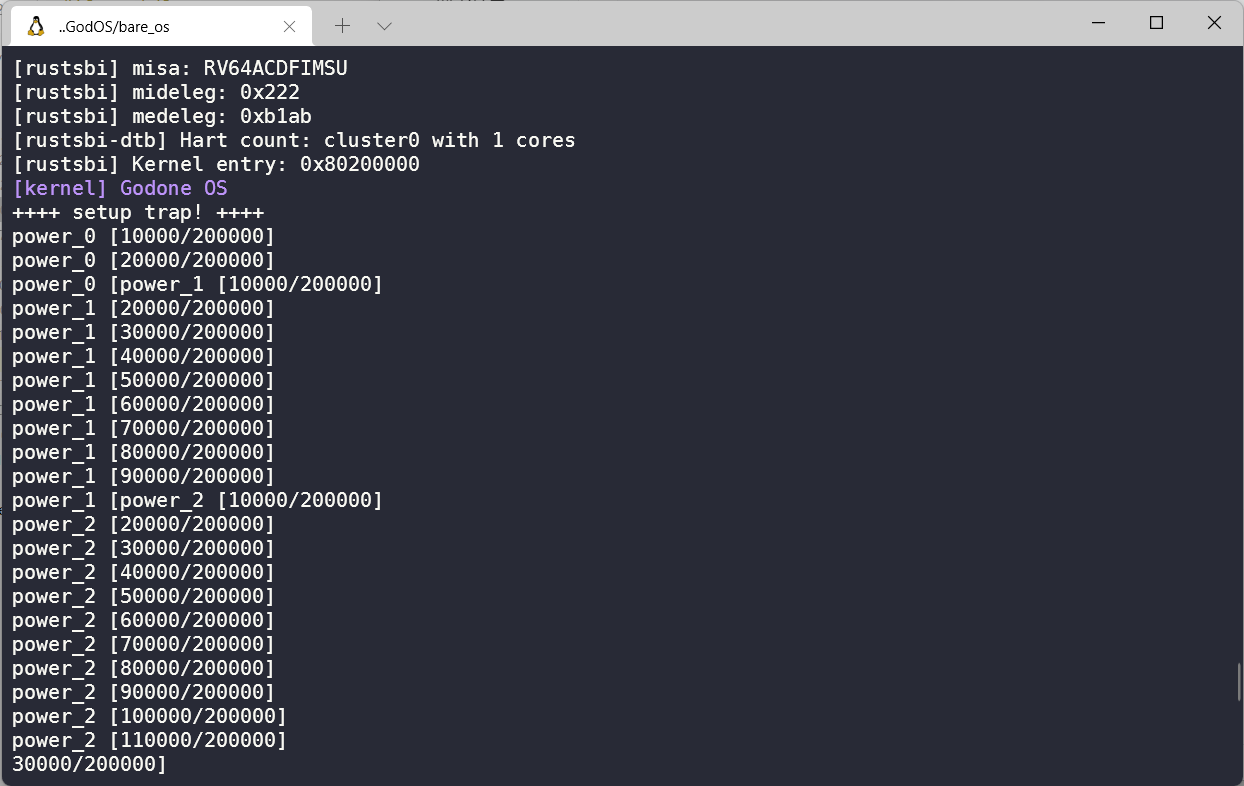 ..GodOS/bare_os
[rustsbi] misa: RV64ACDFIMSU
[rustsbi] mideleg: 0x222
[rustsbi] medeleg: 0xb1ab
[rustsbi-dtb] Hart count: cluster0 with 1 cores
[rustsbi] Kernel entry: 0x80200000
[kernel] Godone OS
++++ setup trap! ++++
power_0 [10000/200000]
power_0 [20000/200000]
power_0 [power_1 [10000/200000]
power_1 [20000/200000]
power_1 [30000/200000]
power_1 [40000/200000]
power_1 [50000/200000]
power_1 [60000/200000]
power_1 [70000/200000]
power_1 [80000/200000]
power_1 [90000/200000]
power_1 [power_2 [10000/200000]
power_2 [20000/200000]
power_2 [30000/200000]
power_2 [40000/200000]
power_2 [50000/200000]
power_2 [60000/200000]
power_2 [70000/200000]
power_2 [80000/200000]
power_2 [90000/200000]
power_2 [100000/200000]
power_2 [110000/200000]
30000/200000]